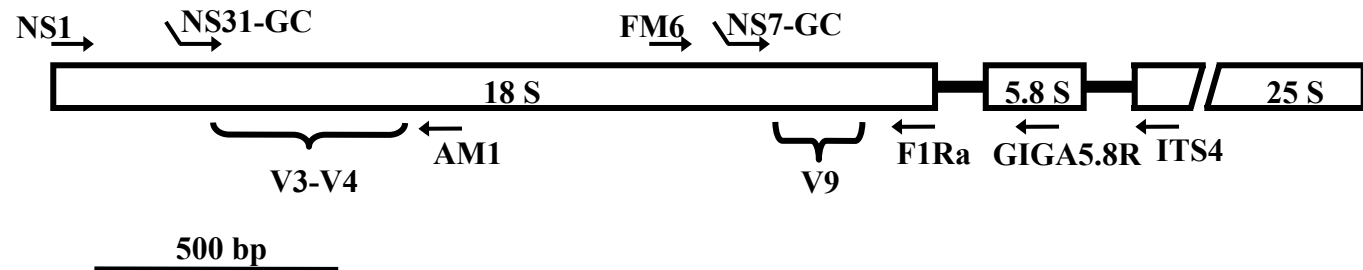 NS1 NS31-GC FM6 NS7-GC
18 S 5.8 S 25 S
AM1 F1Ra GIGA5.8R ITS4
V3-V4 V9
500 bp